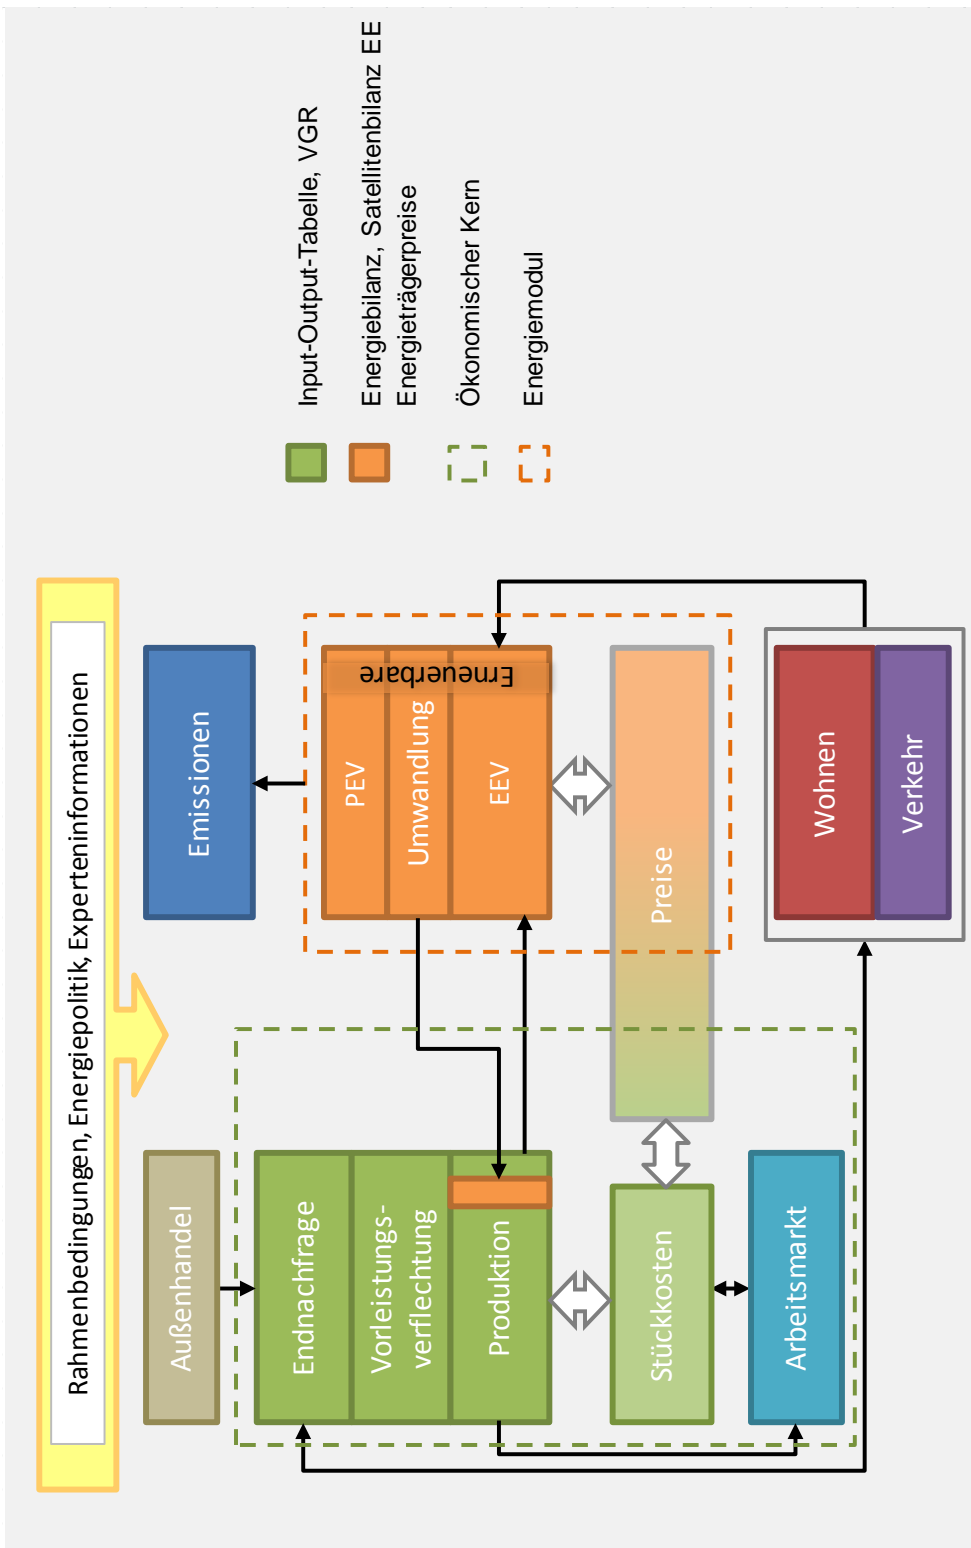 Rahmenbedingungen, Energiepolitik, Experteninformationen
Außenhandel
Emissionen
Endnachfrage
Vorleistungs-
verflechtung
Produktion
PEV
Umwandlung
EEV
Erneuerbare
Stückkosten
Preise
Arbeitsmarkt
Wohnen
Verkehr
Input-Output-Tabelle, VGR
Energiebilanz, Satellitenbilanz EE
Energieträgerpreise
Ökonomischer Kern
Energiemodul